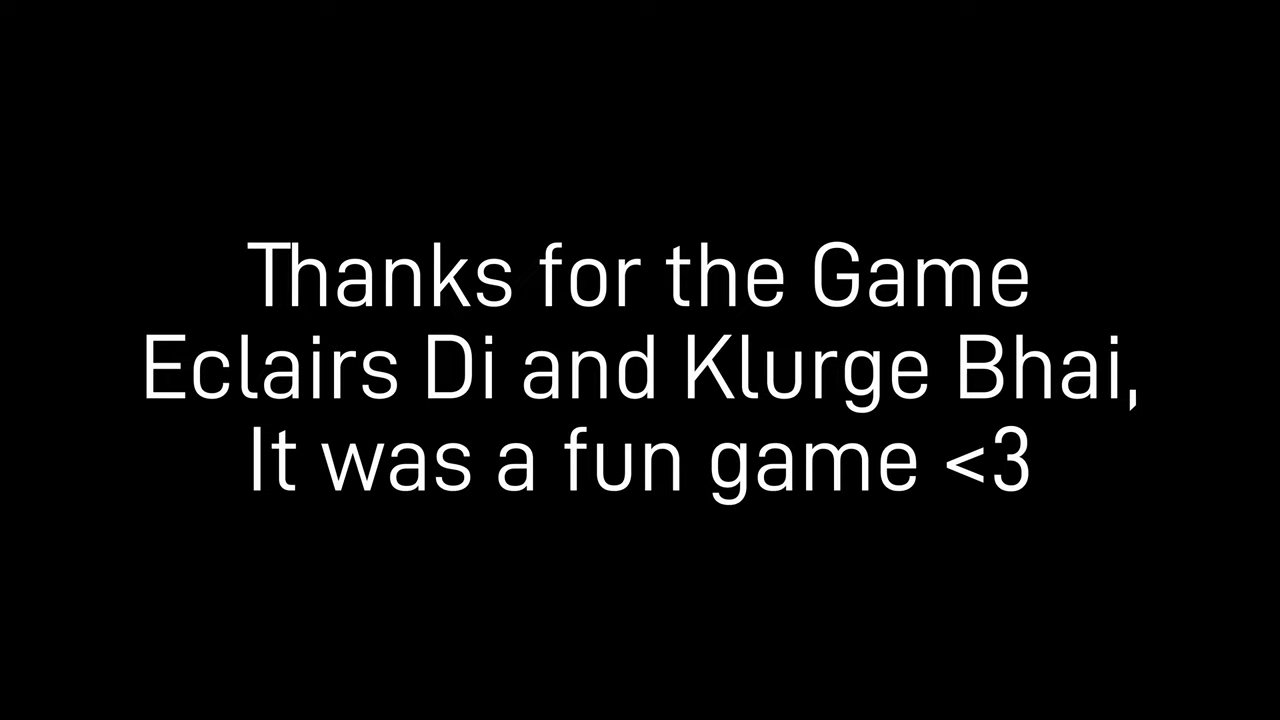 Thanks for the Game
Eclairs Di and Klurge Bhai,
It was a fun game <3